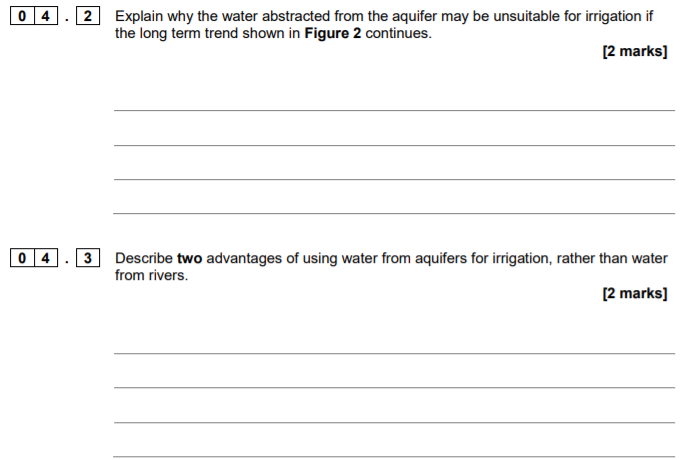 0 4 . 2 Explain why the water abstracted from the aquifer may be unsuitable for irrigation if
the long term trend shown in Figure 2 continues.
[2 marks]
0 4 . 3 Describe two advantages of using water from aquifers for irrigation, rather than water
from rivers.
[2 marks]